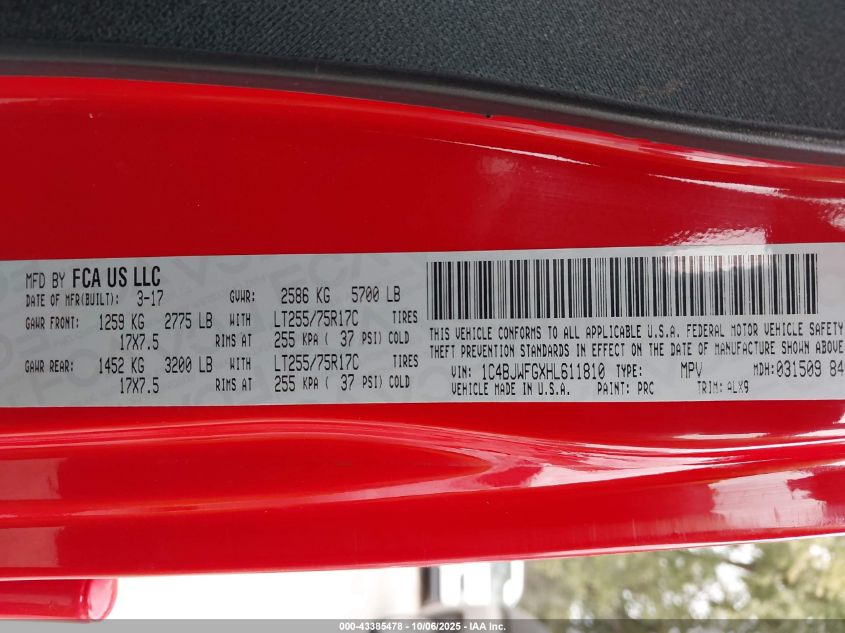 MFD BY FCA US LLC
DATE OF MFR(BUILT): 3-17 GVWR: 2586 KG 5700 LB
GAWR FRONT: 1259 KG 2775 LB WITH LT255/75R17C TIRES
17X7.5 RIMS AT 255 KPA ( 37 PSI) COLD
GAWR REAR: 1452 KG 3200 LB WITH LT255/75R17C TIRES
17X7.5 RIMS AT 255 KPA ( 37 PSI) COLD
THIS VEHICLE CONFORMS TO ALL APPLICABLE U.S.A. FEDERAL MOTOR VEHICLE SAFETY
THEFT PREVENTION STANDARDS IN EFFECT ON THE DATE OF MANUFACTURE SHOWN ABOVE
VIN: 1C4BJWFGXHL611810 TYPE: MPV MDH:031509 84
VEHICLE MADE IN U.S.A. PAINT: PRC TRIM: ALX9
000-43385478 - 10/06/2025 - IAA Inc.